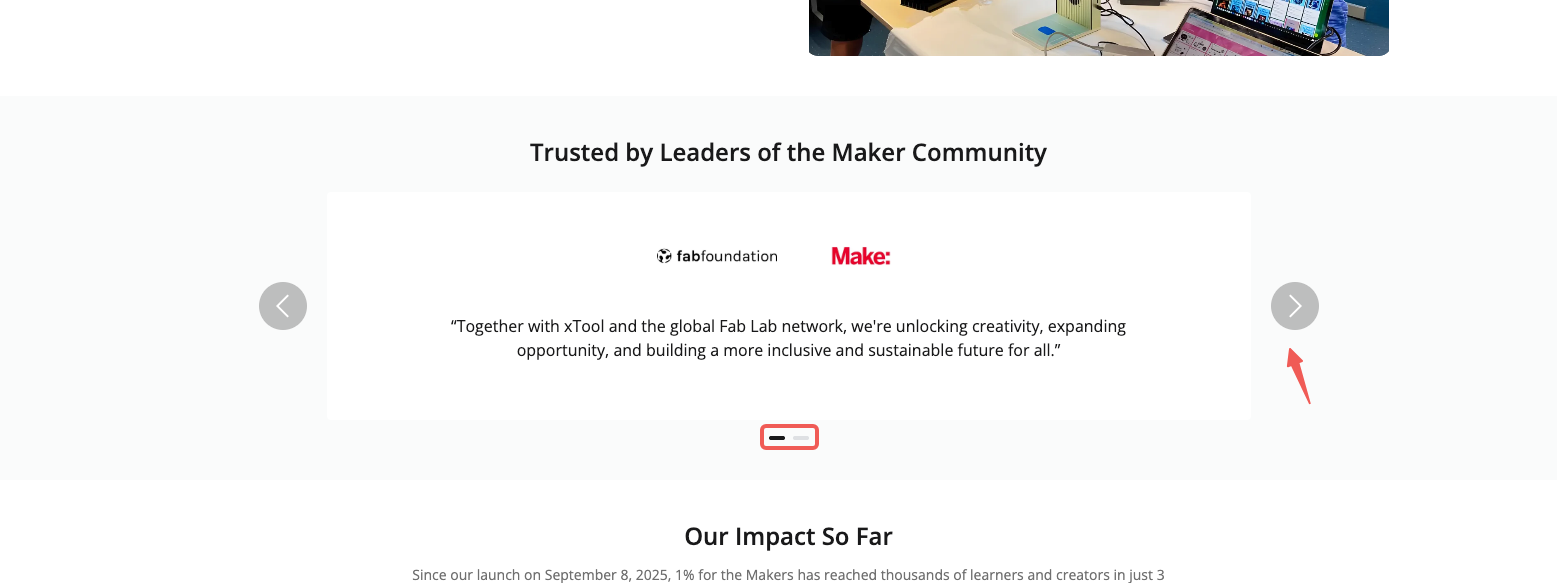 Trusted by Leaders of the Maker Community
fabfoundation
Make:
“Together with xTool and the global Fab Lab network, we're unlocking creativity, expanding
opportunity, and building a more inclusive and sustainable future for all.”
Our Impact So Far
Since our launch on September 8, 2025, 1% for the Makers has reached thousands of learners and creators in just 3